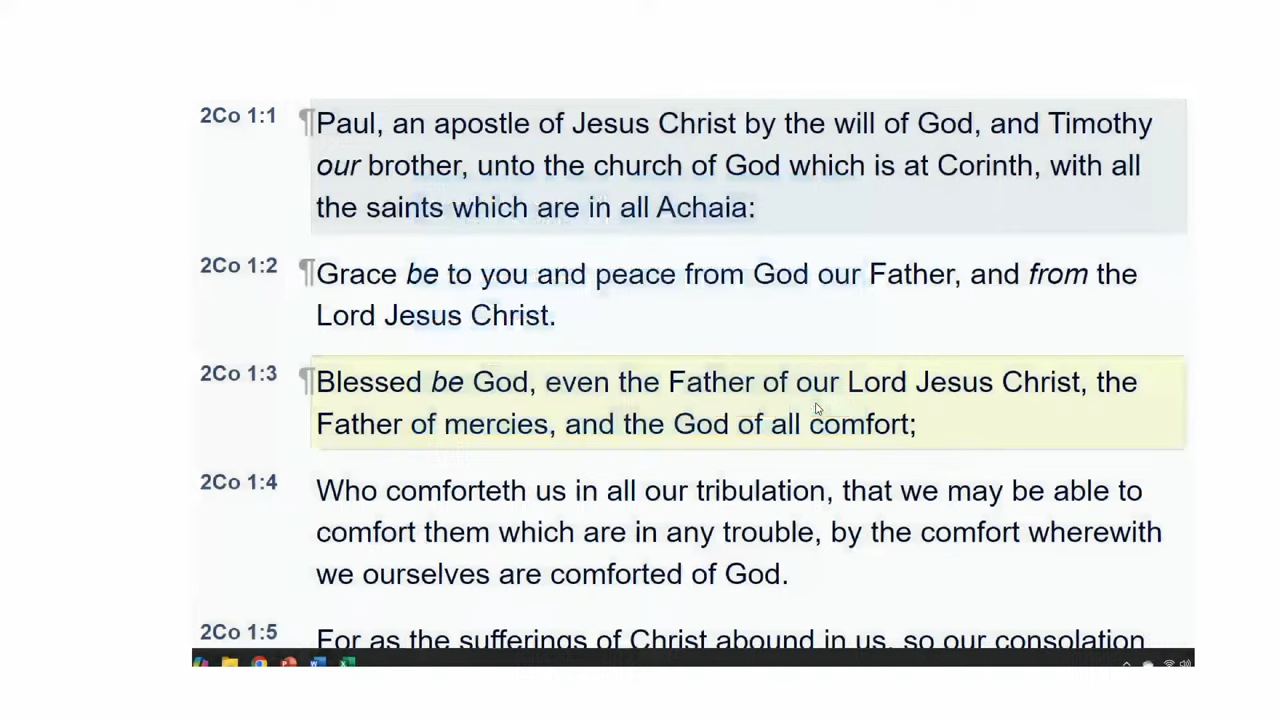 2Co 1:1 ¶Paul, an apostle of Jesus Christ by the will of God, and Timothy
our brother, unto the church of God which is at Corinth, with all
the saints which are in all Achaia:
2Co 1:2 ¶Grace be to you and peace from God our Father, and from the
Lord Jesus Christ.
2Co 1:3 ¶Blessed be God, even the Father of our Lord Jesus Christ, the
Father of mercies, and the God of all comfort;
2Co 1:4 Who comforteth us in all our tribulation, that we may be able to
comfort them which are in any trouble, by the comfort wherewith
we ourselves are comforted of God.
2Co 1:5 For as the sufferings of Christ abound in us, so our consolation